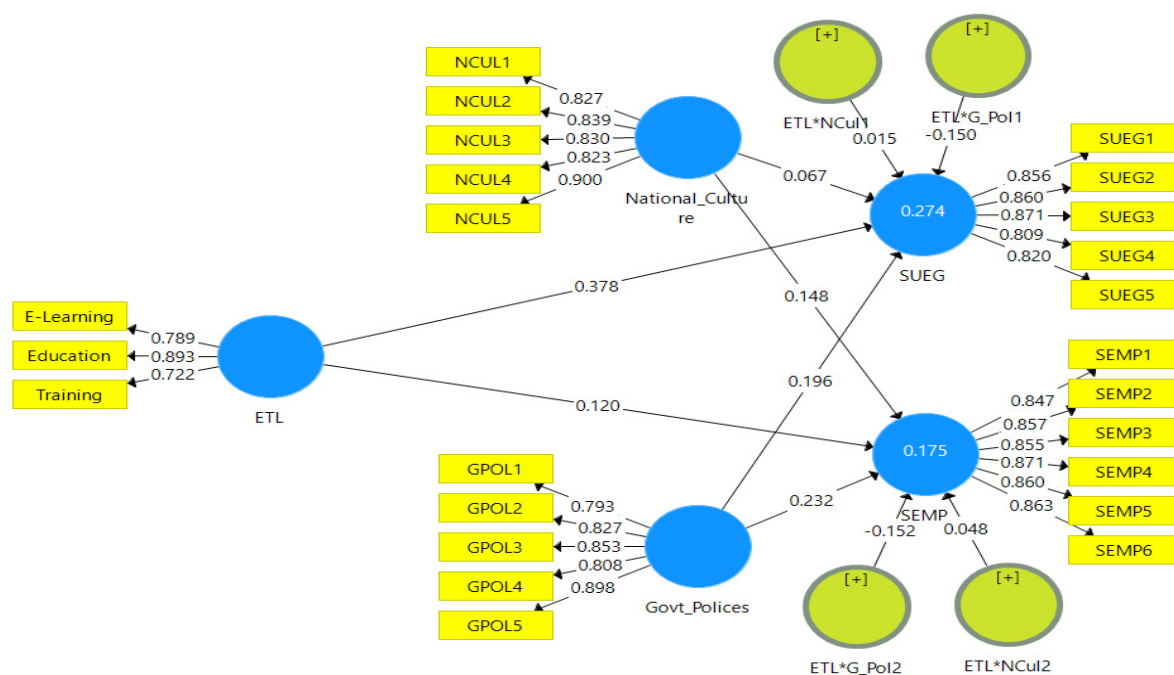 [+]
[+]
NCUL1
NCUL2
NCUL3
NCUL4
NCUL5
0.827
0.839
0.830
0.823
0.900
National_Cultu
re
ETL*NCul1
ETL*G_Pol1
0.015
-0.150
0.067
0.274
SUEG
0.856
0.860
0.871
0.809
0.820
SUEG1
SUEG2
SUEG3
SUEG4
SUEG5
0.378
0.148
E-Learning
Education
Training
0.789
0.893
0.722
ETL
0.196
0.120
GPOL1
GPOL2
GPOL3
GPOL4
GPOL5
0.793
0.827
0.853
0.808
0.898
Govt_Polices
0.232
0.175
SEMP
0.847
0.857
0.855
0.871
0.860
0.863
SEMP1
SEMP2
SEMP3
SEMP4
SEMP5
SEMP6
-0.152
0.048
[+]
[+]
ETL*G_Pol2
ETL*NCul2